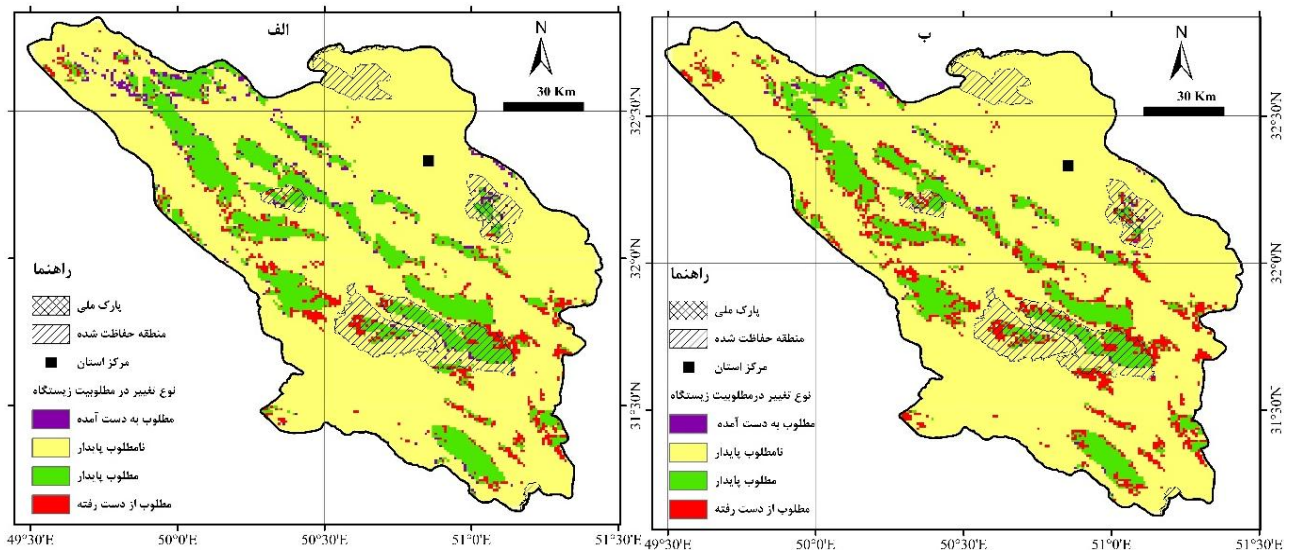 الف
N
30 Km
32°30'N
32°0'N
31°30'N
راهنما
پارک ملی
منطقه حفاظت شده
مرکز استان
نوع تغییر در مطلوبیت زیستگاه
مطلوب به دست آمده
نامطلوب پایدار
مطلوب پایدار
مطلوب از دست رفته
49°30'E
50°0'E
50°30'E
51°0'E
51°30'E
ب
N
30 Km
32°30'N
32°0'N
31°30'N
راهنما
پارک ملی
منطقه حفاظت شده
مرکز استان
نوع تغییر درمطلوبیت زیستگاه
مطلوب به دست آمده
نامطلوب پایدار
مطلوب پایدار
مطلوب از دست رفته
49°30'E
50°0'E
50°30'E
51°0'E
51°30'E